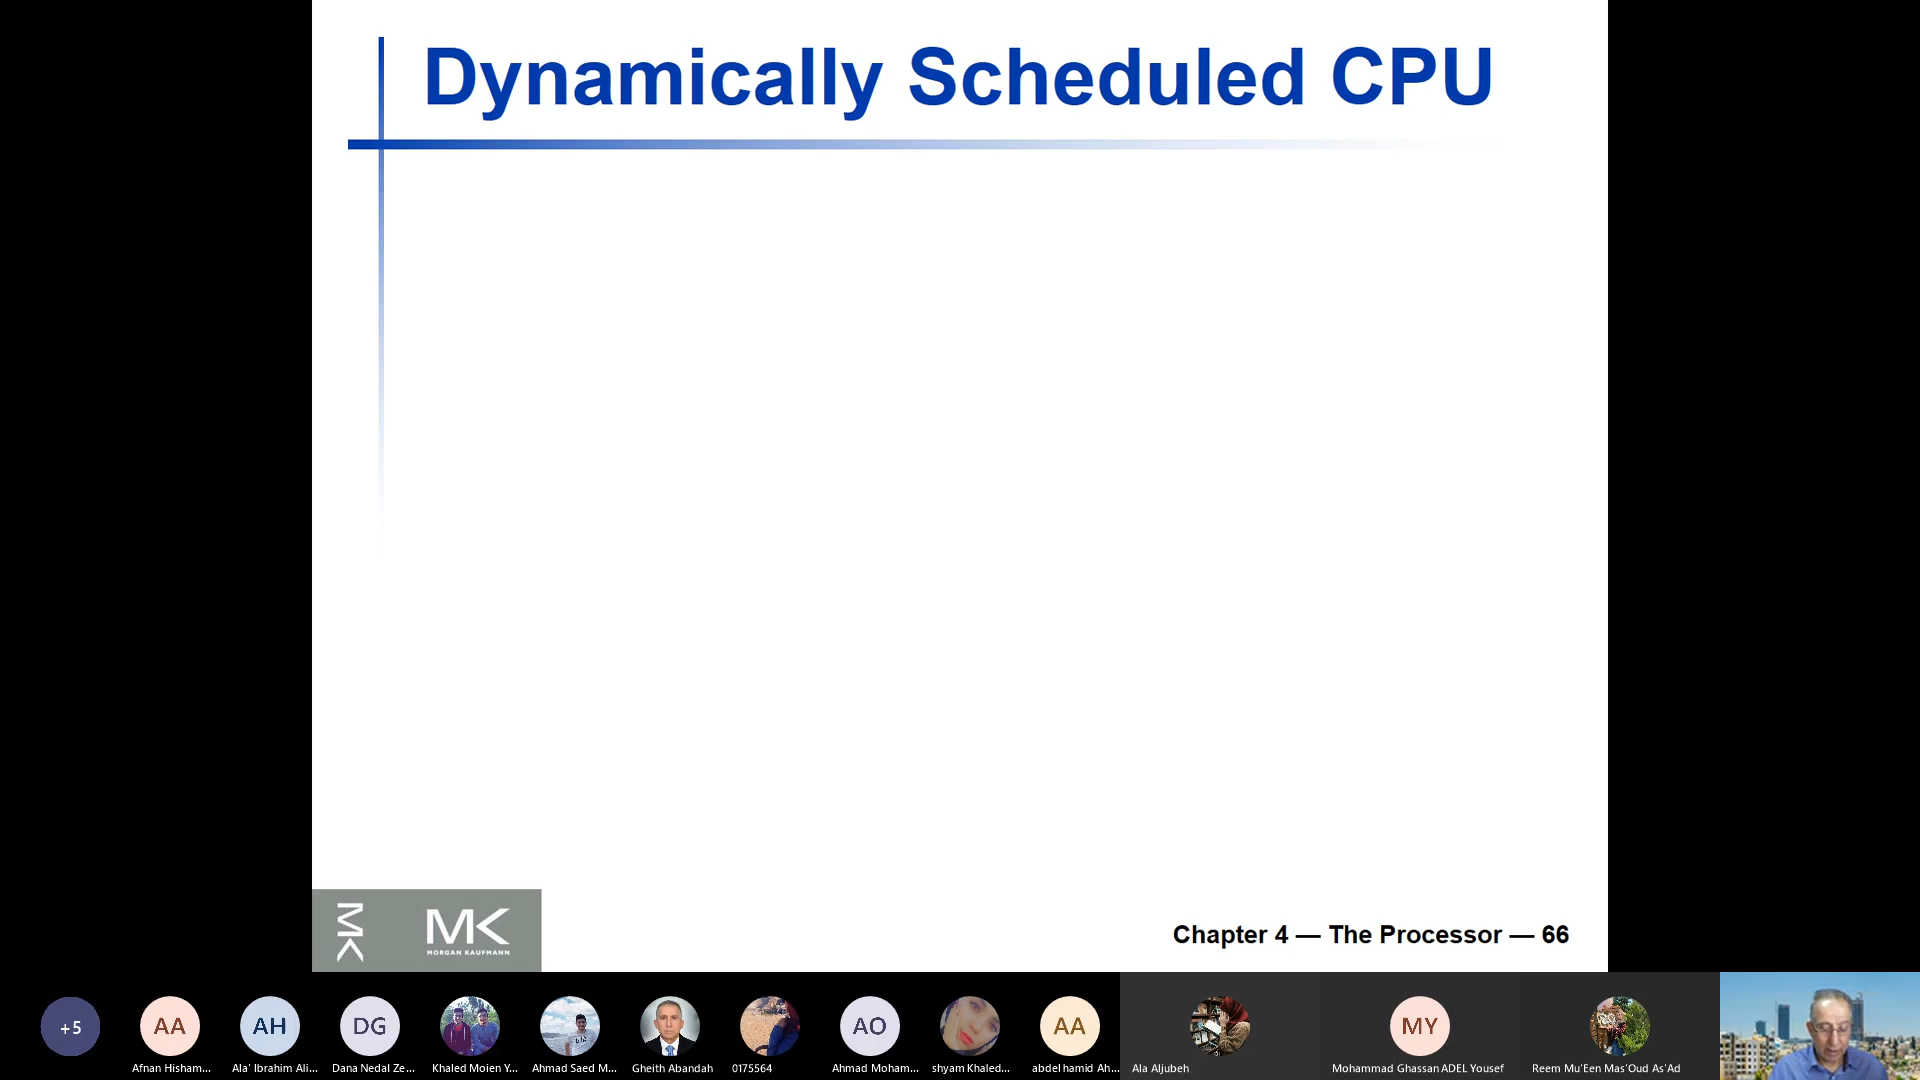 Dynamically Scheduled CPU
MK
MK
MORGAN KAUFMANN
Chapter 4 — The Processor — 66
+5
AA
AH
DG
AO
AA
MY
Afnan Hisham...
Ala' Ibrahim Ali...
Dana Nedal Ze...
Khaled Moien Y...
Ahmad Saed M...
Gheith Abandah
0175564
Ahmad Moham...
shyam Khaled...
abdel hamid Ah...
Ala Aljubeh
Mohammad Ghassan ADEL Yousef
Reem Mu'Een Mas'Oud As'Ad